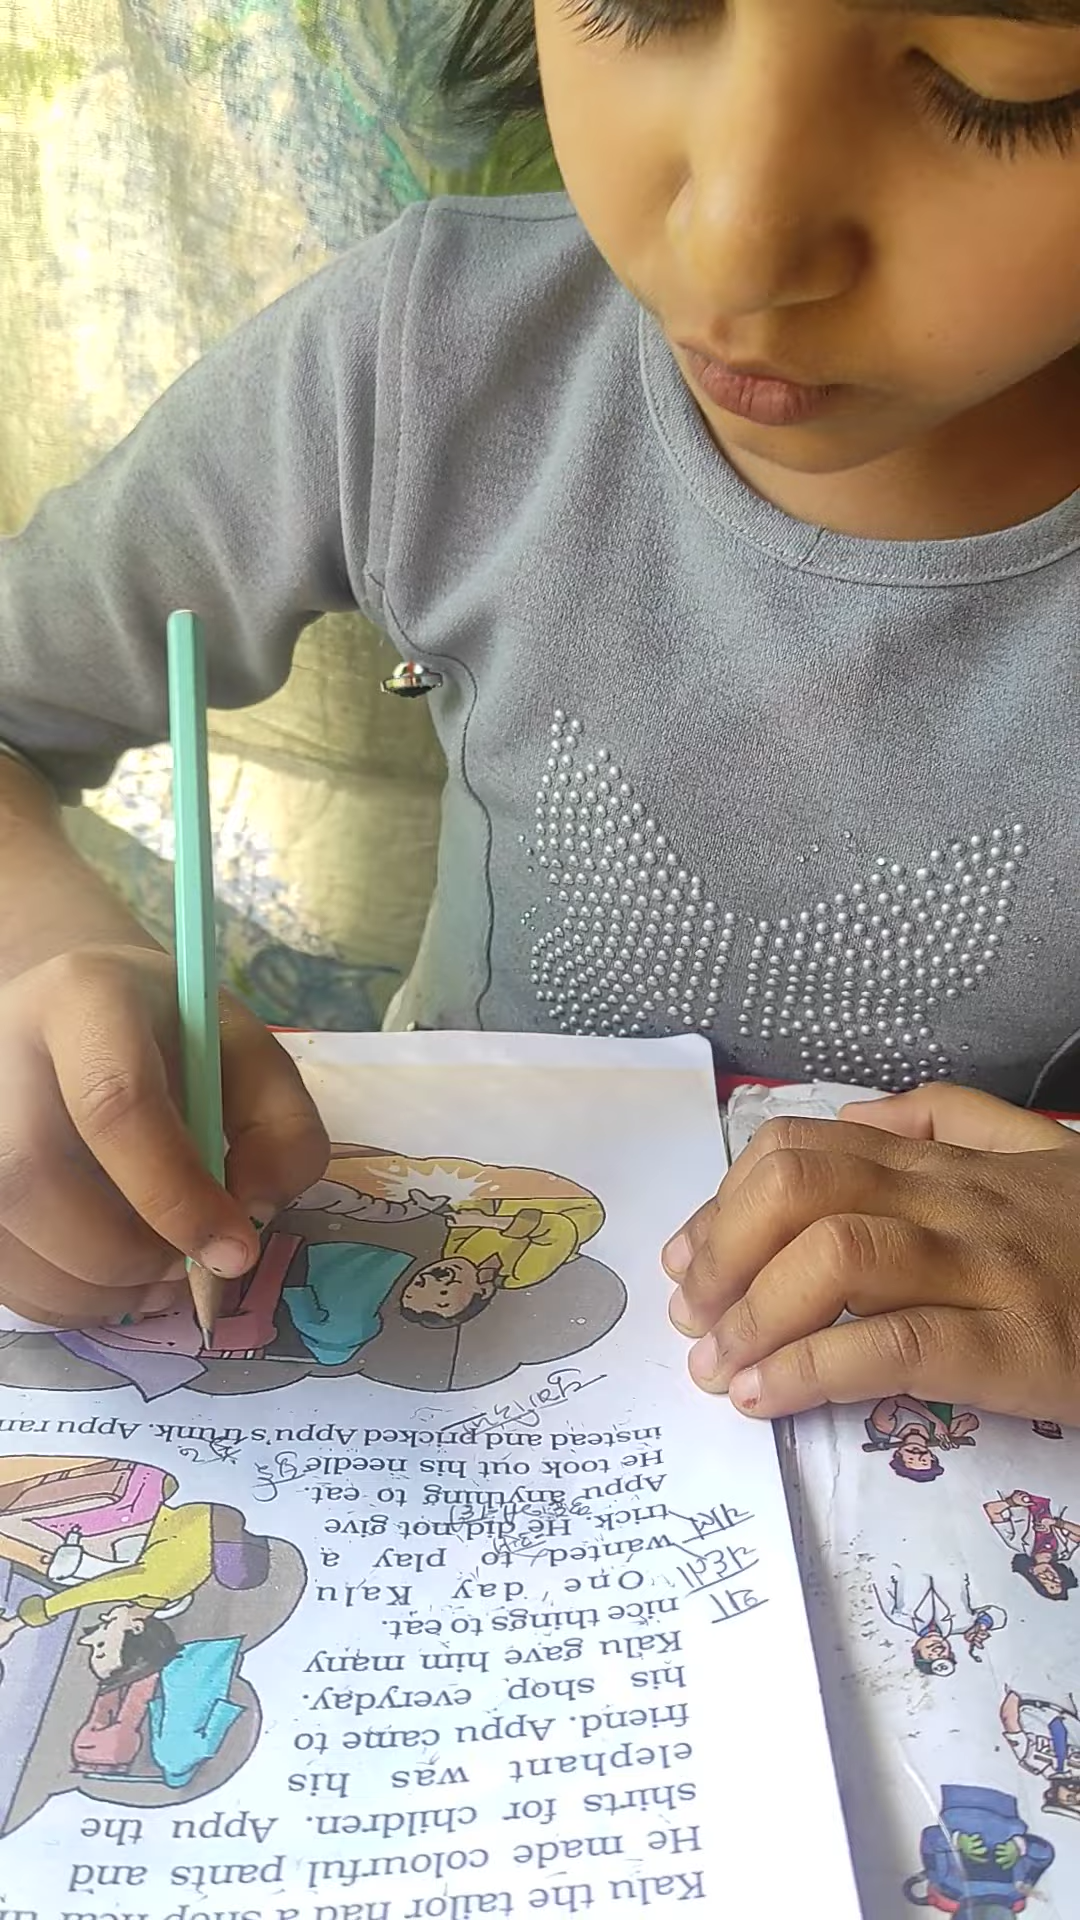 Kalu the tailor had a shop near
He made colourful pants and
shirts for children. Appu the
elephant was his
friend. Appu came to
his shop everyday.
Kalu gave him many
nice things to eat.
One day Kalu
wanted to play a
trick. He did not give
Appu anything to eat.
He took out his needle
instead and pricked Appu's trunk. Appu ran